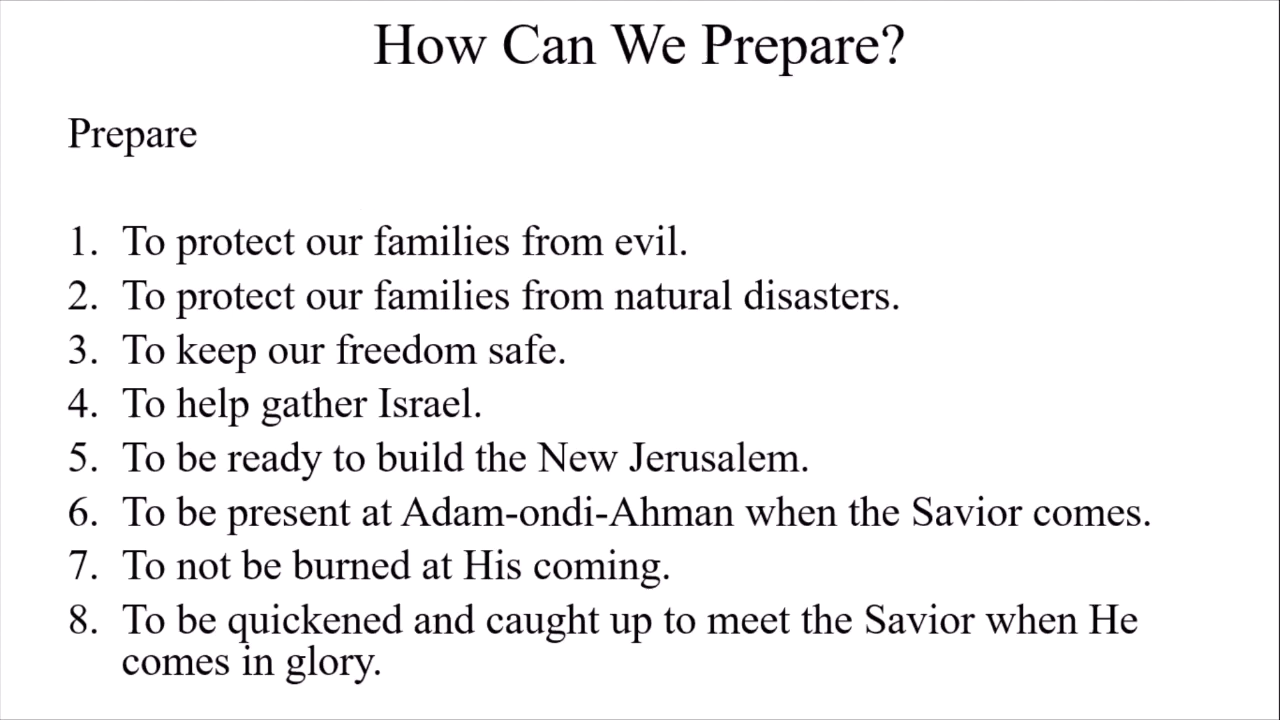 How Can We Prepare?
Prepare
1. To protect our families from evil.
2. To protect our families from natural disasters.
3. To keep our freedom safe.
4. To help gather Israel.
5. To be ready to build the New Jerusalem.
6. To be present at Adam-ondi-Ahman when the Savior comes.
7. To not be burned at His coming.
8. To be quickened and caught up to meet the Savior when He
comes in glory.